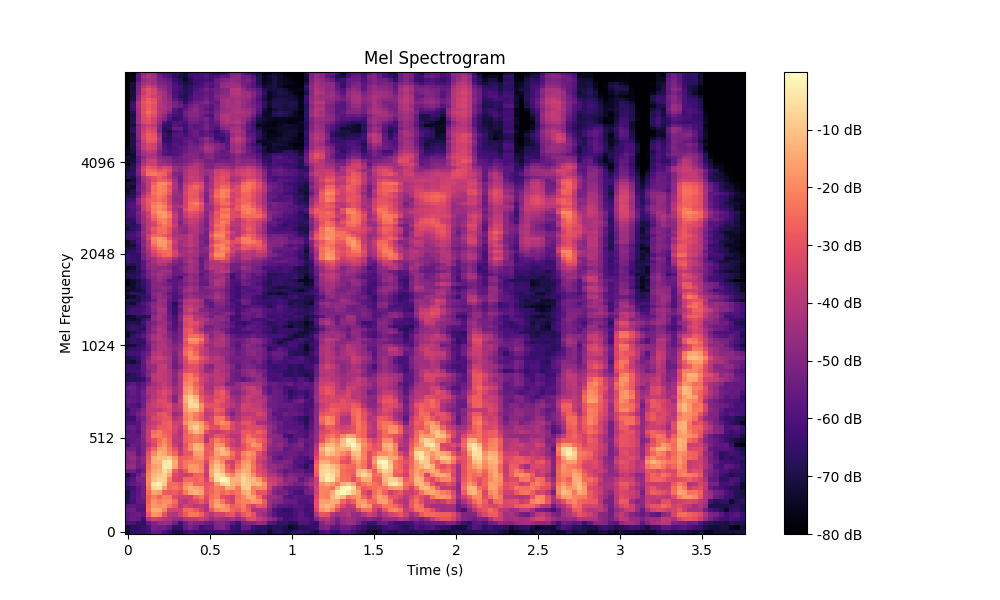 Mel Spectrogram
Mel Frequency
4096
2048
1024
512
0
0 0.5 1 1.5 2 2.5 3 3.5
Time (s)
-10 dB
-20 dB
-30 dB
-40 dB
-50 dB
-60 dB
-70 dB
-80 dB